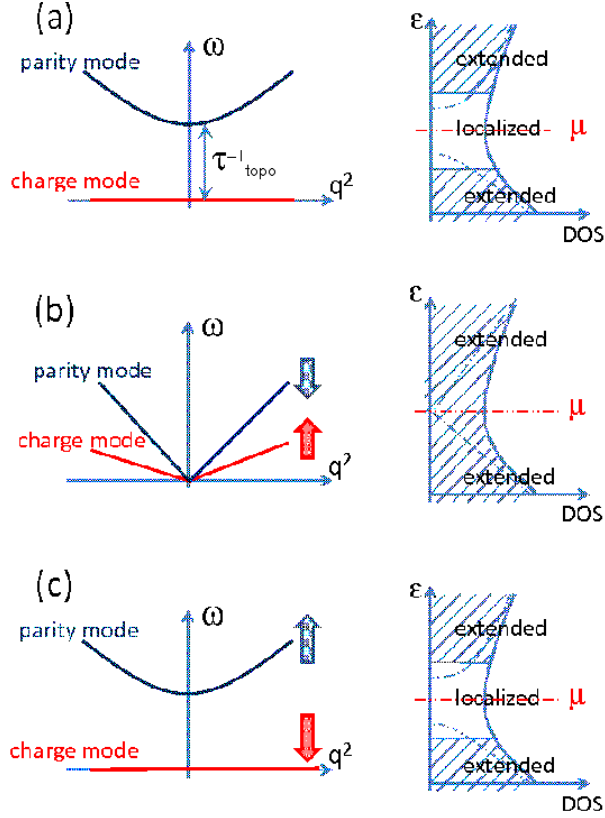 (a)
ω
parity mode
τ⁻¹topo
charge mode
q²
ε
extended
localized
μ
extended
DOS
(b)
ω
parity mode
charge mode
q²
ε
extended
μ
extended
DOS
(c)
ω
parity mode
charge mode
q²
ε
extended
localized
μ
extended
DOS